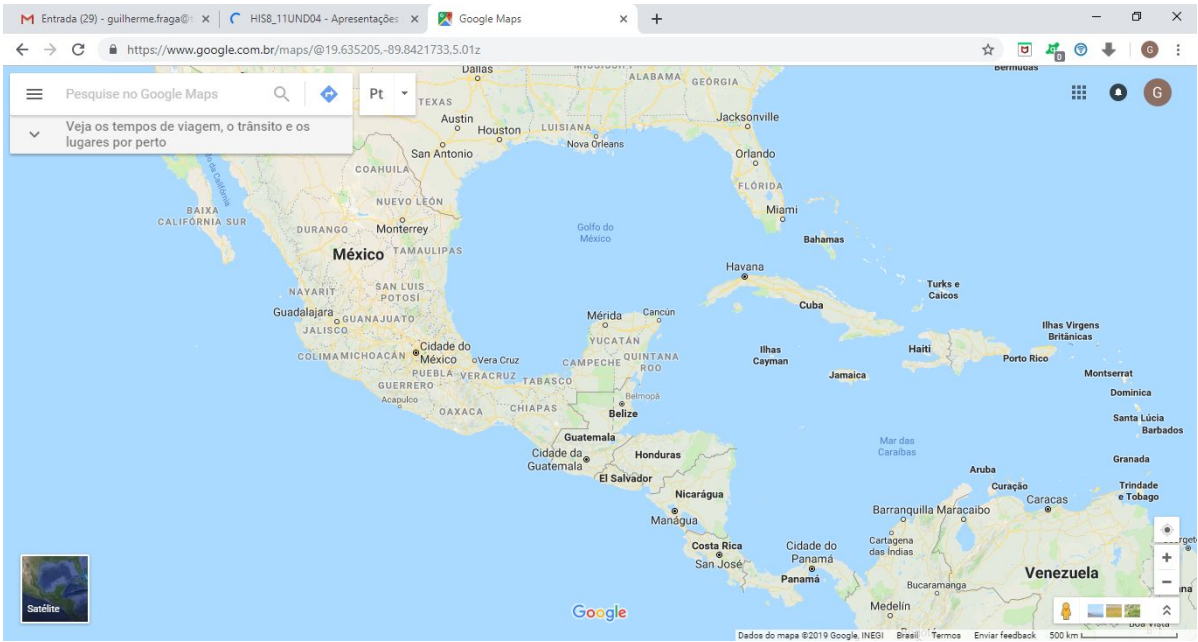 Entrada (29) - guilherme.fraga@t
HIS8_11UND04 - Apresentações
Google Maps
https://www.google.com.br/maps/@19.635205,-89.8421733,5.01z
0
G
Pesquise no Google Maps
Pt
G
Veja os tempos de viagem, o trânsito e os
lugares por perto
Dallas
ALABAMA
GEÓRGIA
Bermudas
TEXAS
Austin
Houston
LUISIANA
Jacksonville
San Antonio
Nova Orleans
Orlando
COAHUILA
FLÓRIDA
BAIXA
CALIFÓRNIA SUR
NUEVO LEÓN
Miami
DURANGO
Monterrey
Golfo do
México
Bahamas
México
TAMAULIPAS
Havana
NAYARIT
SAN LUIS
POTOSÍ
Turks e
Caicos
Cuba
Guadalajara
GUANAJUATO
Mérida
Cancún
JALISCO
YUCATÁN
Ilhas Virgens
Britânicas
COLIMA
MICHOACÁN
Cidade do
México
Vera Cruz
CAMPECHE
QUINTANA
ROO
Ilhas
Cayman
Haiti
Porto Rico
PUEBLA
VERACRUZ
TABASCO
Jamaica
Montserrat
GUERRERO
Acapulco
Belmopã
Dominica
OAXACA
CHIAPAS
Belize
Santa Lúcia
Barbados
Guatemala
Mar das
Caraíbas
Cidade da
Guatemala
Honduras
Granada
El Salvador
Aruba
Nicarágua
Curação
Trindade
e Tobago
Caracas
Manágua
Barranquilla
Maracaibo
Costa Rica
San José
Cidade do
Panamá
Cartagena
das Índias
Panamá
Venezuela
Bucaramanga
Satélite
Google
Medellín
Boa Vista
Dados do mapa ©2019 Google, INEGI
Brasil
Termos
Enviar feedback
500 km